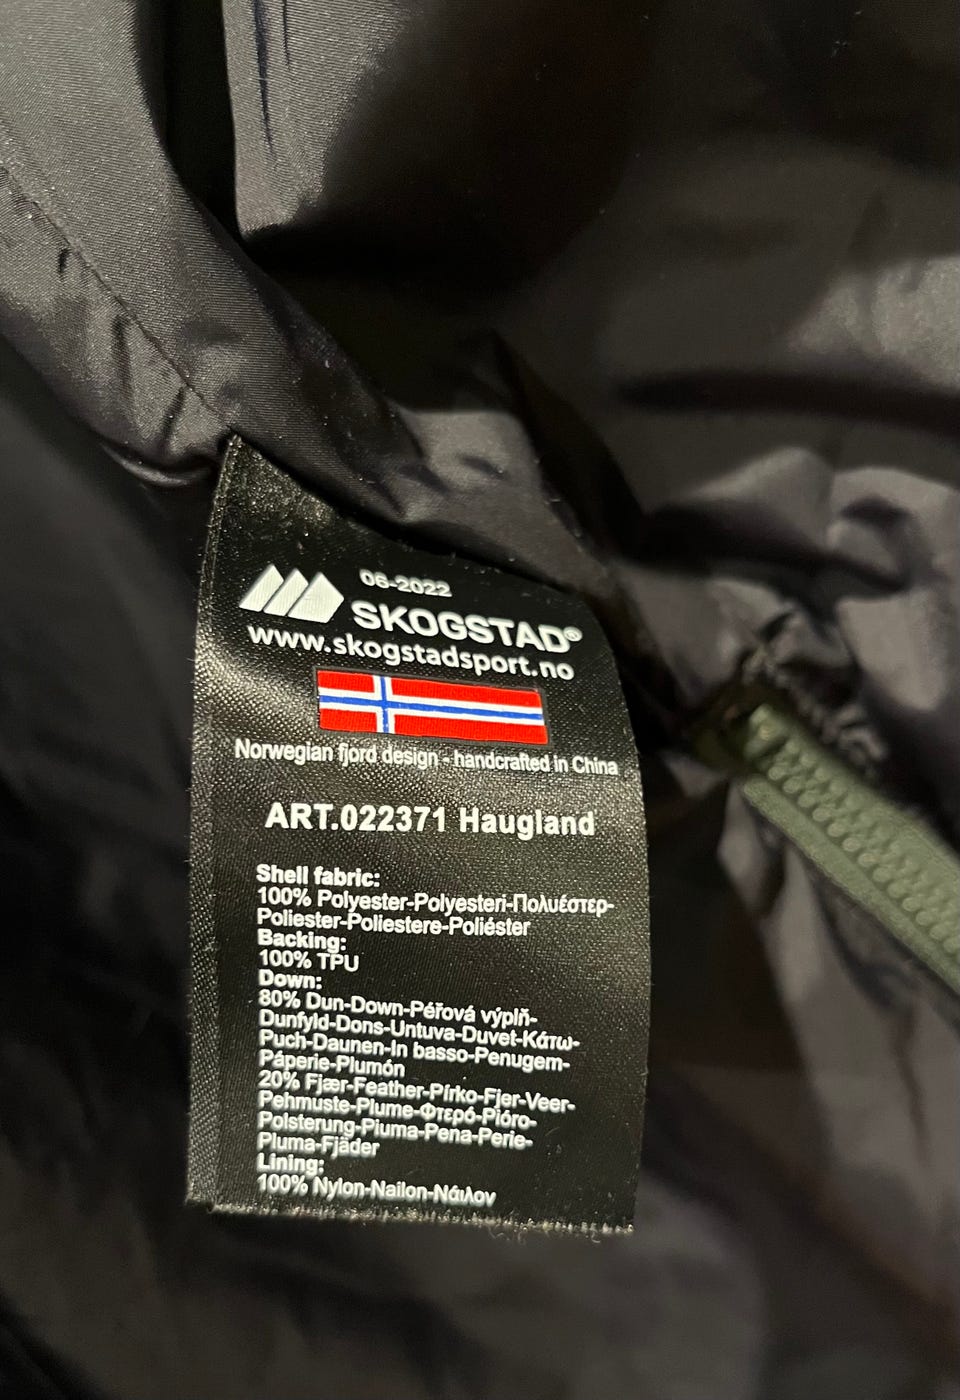 06-2022
SKOGSTAD®
www.skogstadsport.no
Norwegian fjord design - handcrafted in China
ART.022371 Haugland
Shell fabric:
100% Polyester-Polyesteri-Πολυέστερ-
Poliester-Poliestere-Poliéster
Backing:
100% TPU
Down:
80% Dun-Down-Péřová výplň-
Dunfyld-Dons-Untuva-Duvet-Κάτω-
Puch-Daunen-In basso-Penugem-
Páperie-Plumón
20% Fjær-Feather-Pírko-Fjer-Veer-
Pehmuste-Plume-Φτερό-Pióro-
Polsterung-Piuma-Pena-Perie-
Pluma-Fjäder
Lining:
100% Nylon-Nailon-Νάιλον